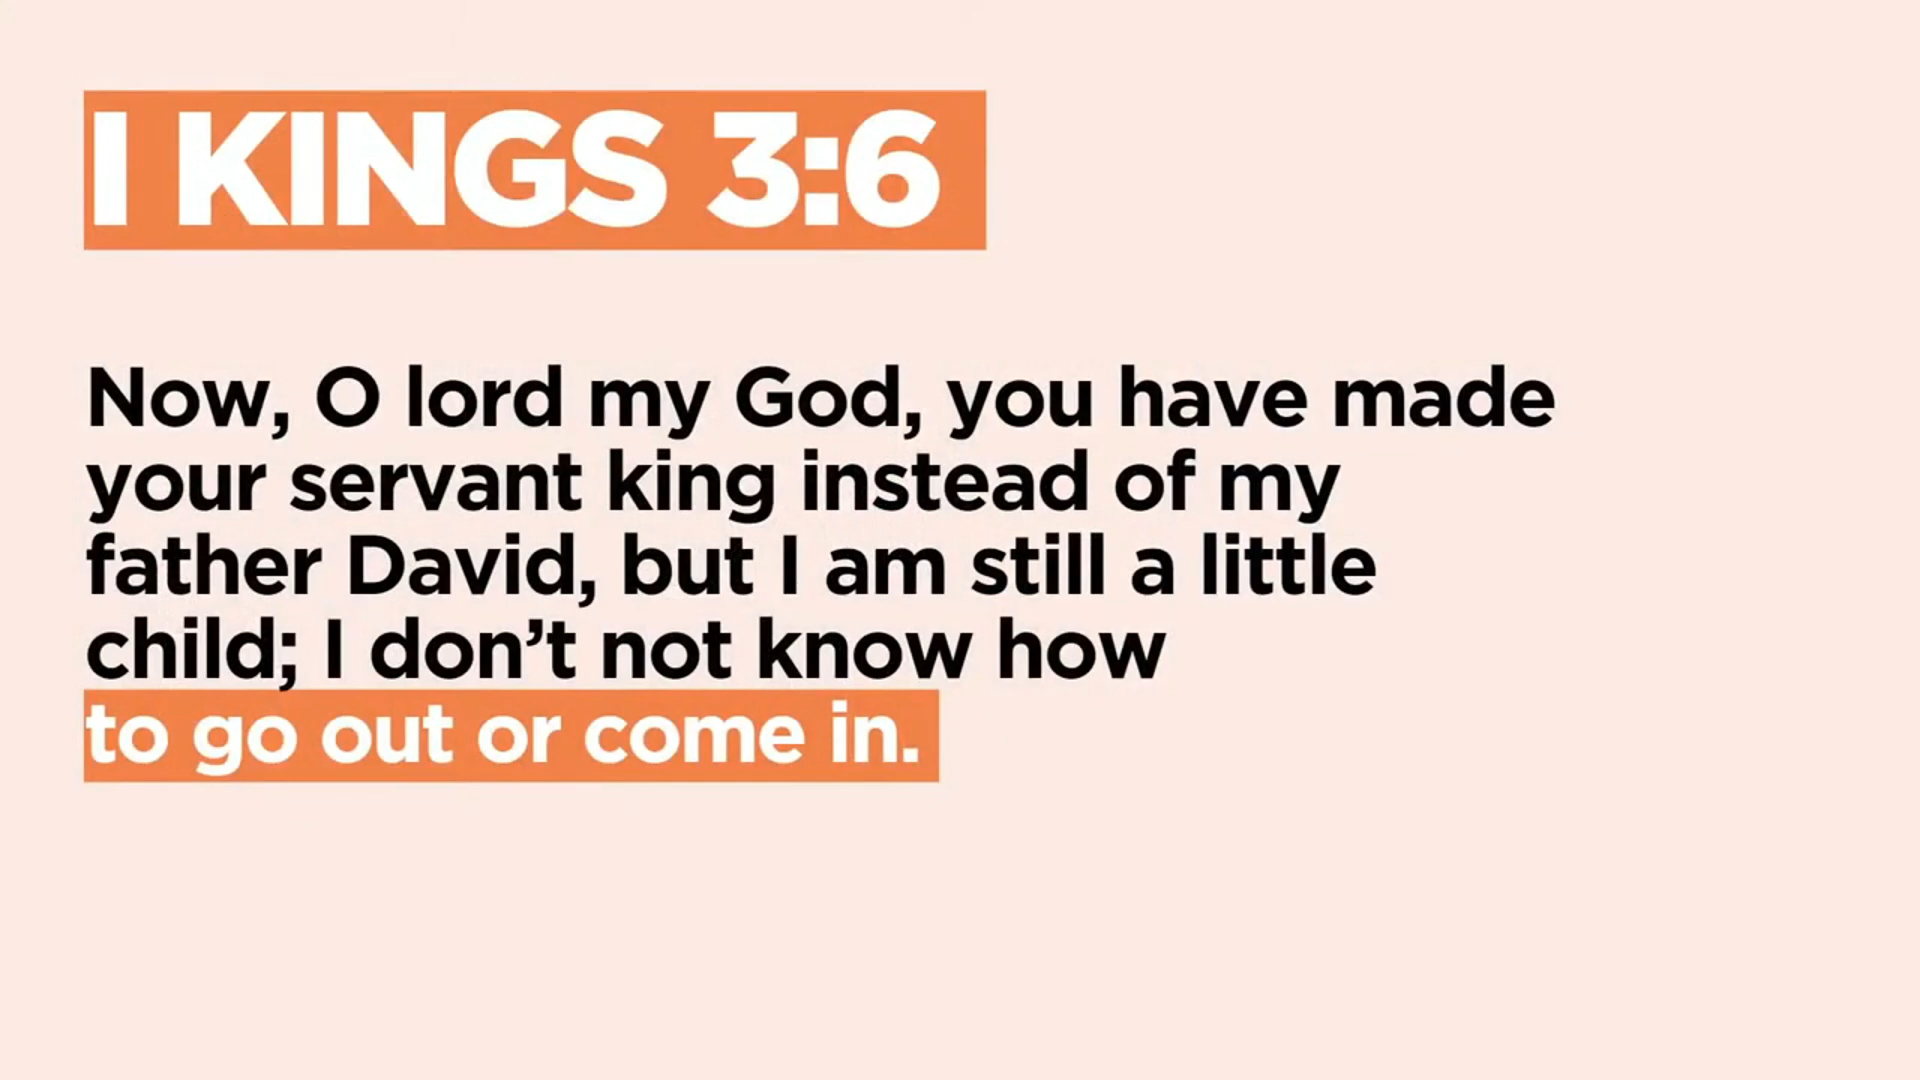 I KINGS 3:6
Now, O lord my God, you have made
your servant king instead of my
father David, but I am still a little
child; I don’t not know how
to go out or come in.